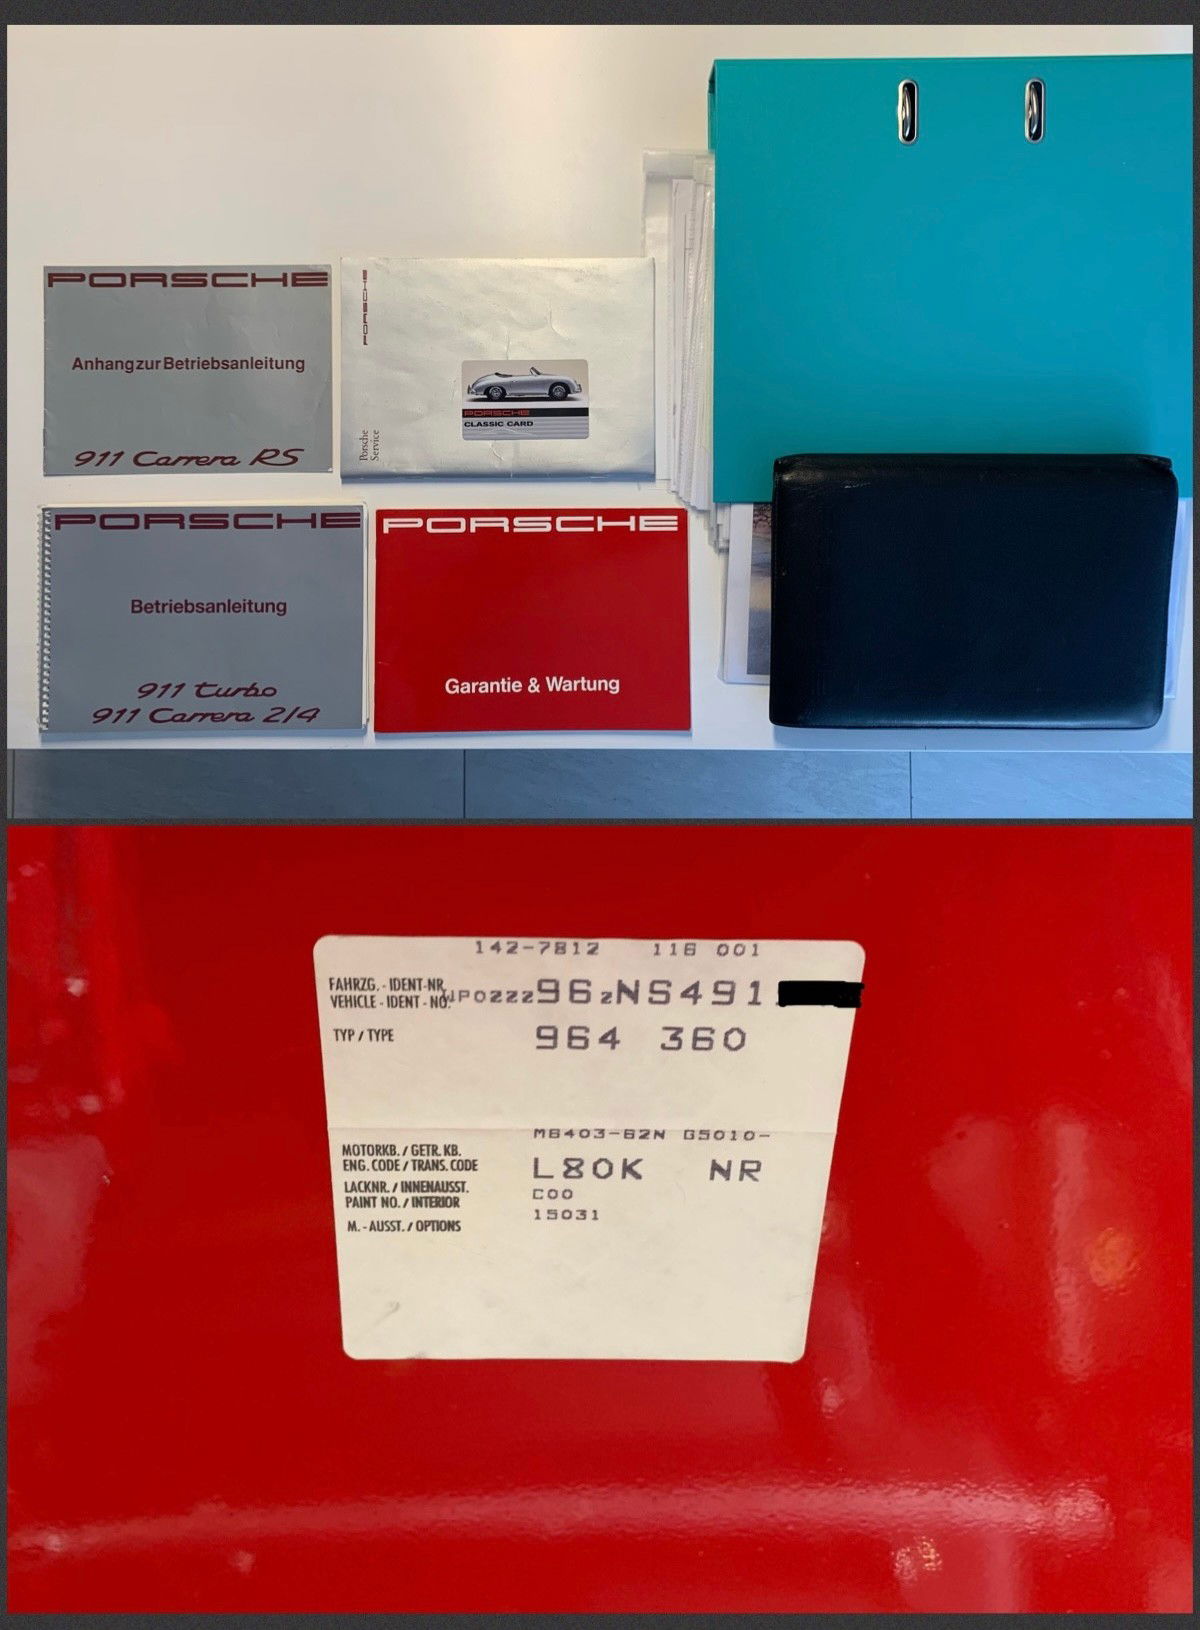 PORSCHE
Anhang zur Betriebsanleitung
911 Carrera RS
PORSCHE
Porsche Service
PORSCHE
CLASSIC CARD
PORSCHE
Betriebsanleitung
911 turbo
911 Carrera 2/4
PORSCHE
Garantie & Wartung
142-7812 116 001
FAHRZG. - IDENT-NR.
VEHICLE - IDENT - NO. WP0ZZZ96ZNS491
TYP / TYPE 964 360
M6403-62N G5010-
MOTORKB. / GETR. KB.
ENG. CODE / TRANS. CODE L80K NR
LACKNR. / INNENAUSST. C00
PAINT NO. / INTERIOR
15031
M. - AUSST. / OPTIONS